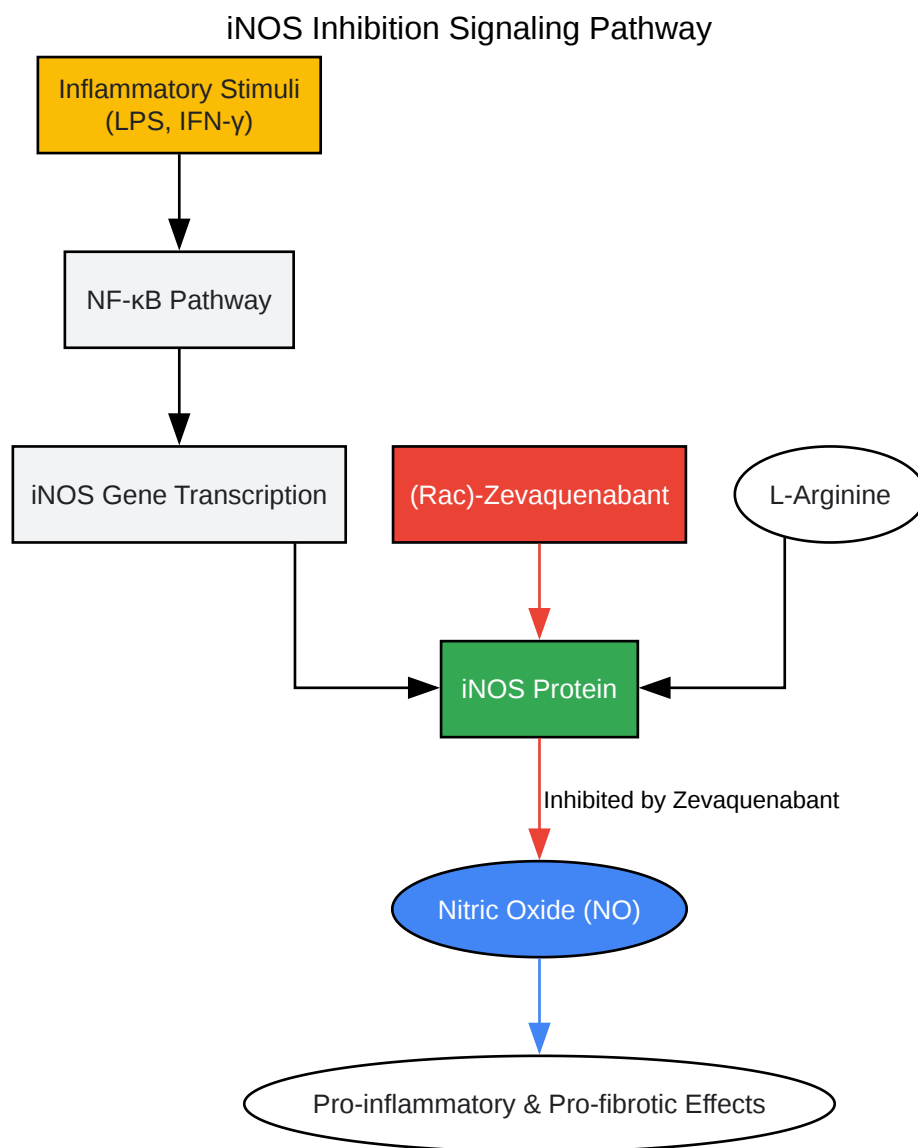 iNOS Inhibition Signaling Pathway
Inflammatory Stimuli
(LPS, IFN-γ)
NF-κB Pathway
iNOS Gene Transcription
(Rac)-Zevaquenabant
L-Arginine
iNOS Protein
Inhibited by Zevaquenabant
Nitric Oxide (NO)
Pro-inflammatory & Pro-fibrotic Effects